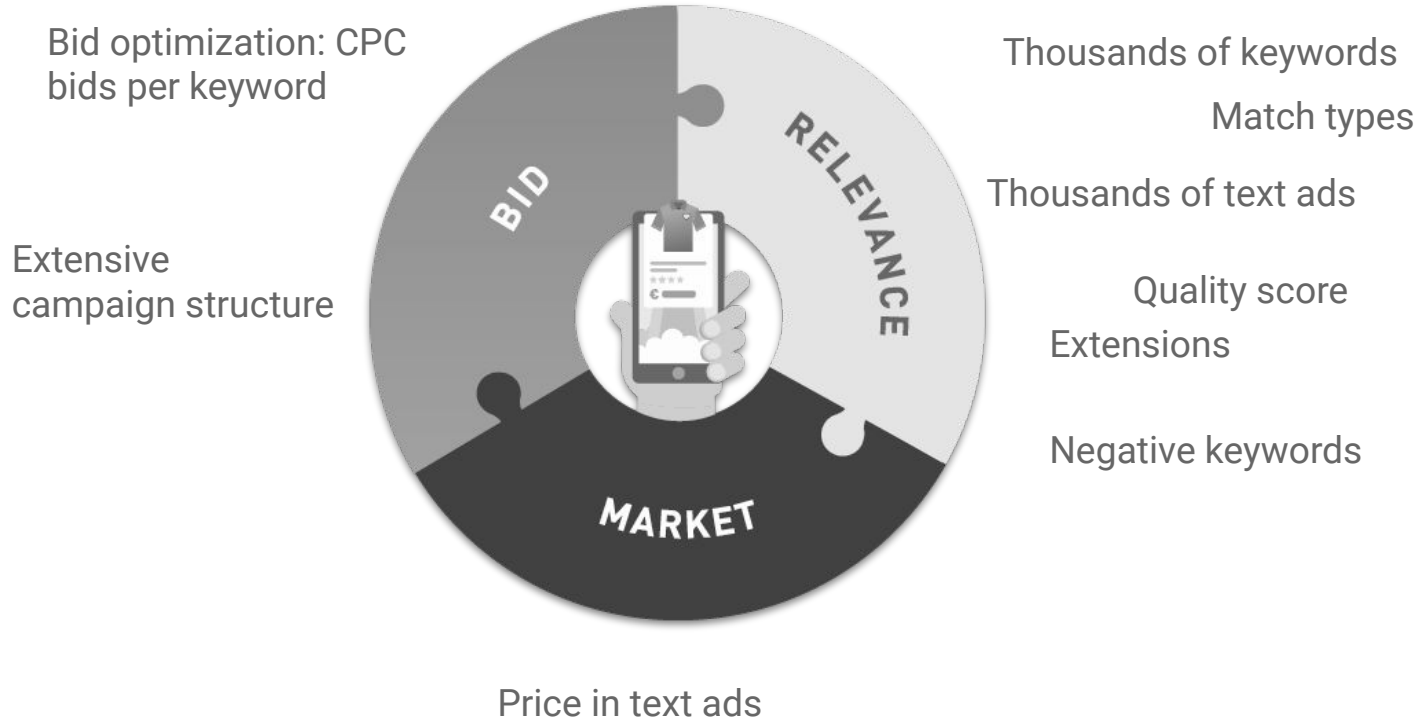 Bid optimization: CPC
bids per keyword
Extensive
campaign structure
BID
RELEVANCE
MARKET
€
Thousands of keywords
Match types
Thousands of text ads
Quality score
Extensions
Negative keywords
Price in text ads